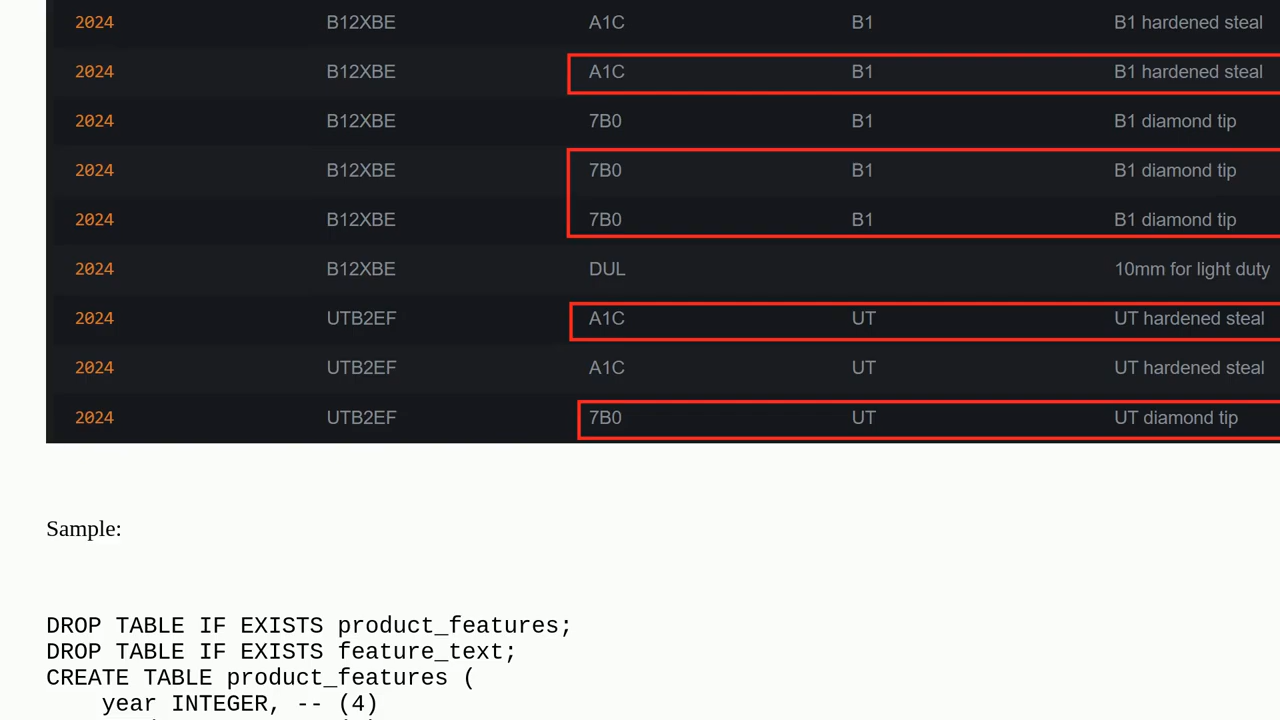 2024 B12XBE A1C B1 B1 hardened steal
2024 B12XBE A1C B1 B1 hardened steal
2024 B12XBE 7B0 B1 B1 diamond tip
2024 B12XBE 7B0 B1 B1 diamond tip
2024 B12XBE 7B0 B1 B1 diamond tip
2024 B12XBE DUL 10mm for light duty
2024 UTB2EF A1C UT UT hardened steal
2024 UTB2EF A1C UT UT hardened steal
2024 UTB2EF 7B0 UT UT diamond tip
Sample:
DROP TABLE IF EXISTS product_features;
DROP TABLE IF EXISTS feature_text;
CREATE TABLE product_features (
year INTEGER, -- (4)